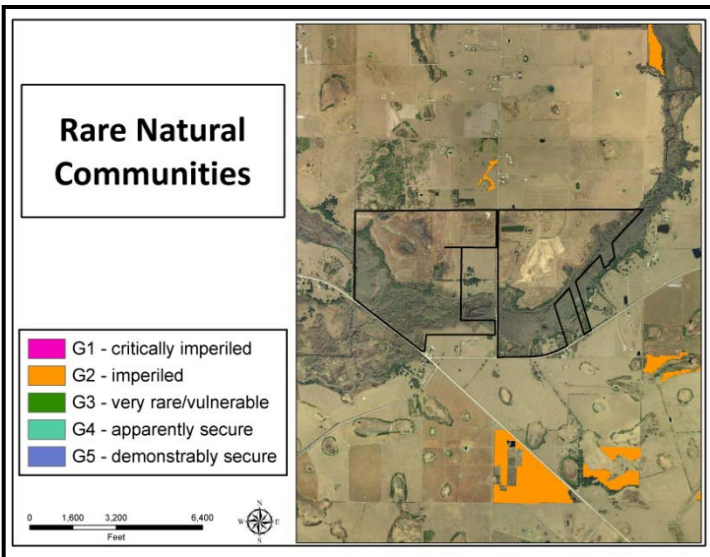 Rare Natural
Communities
G1 - critically imperiled
G2 - imperiled
G3 - very rare/vulnerable
G4 - apparently secure
G5 - demonstrably secure
0 1,600 3,200 6,400
Feet
N
W E
S